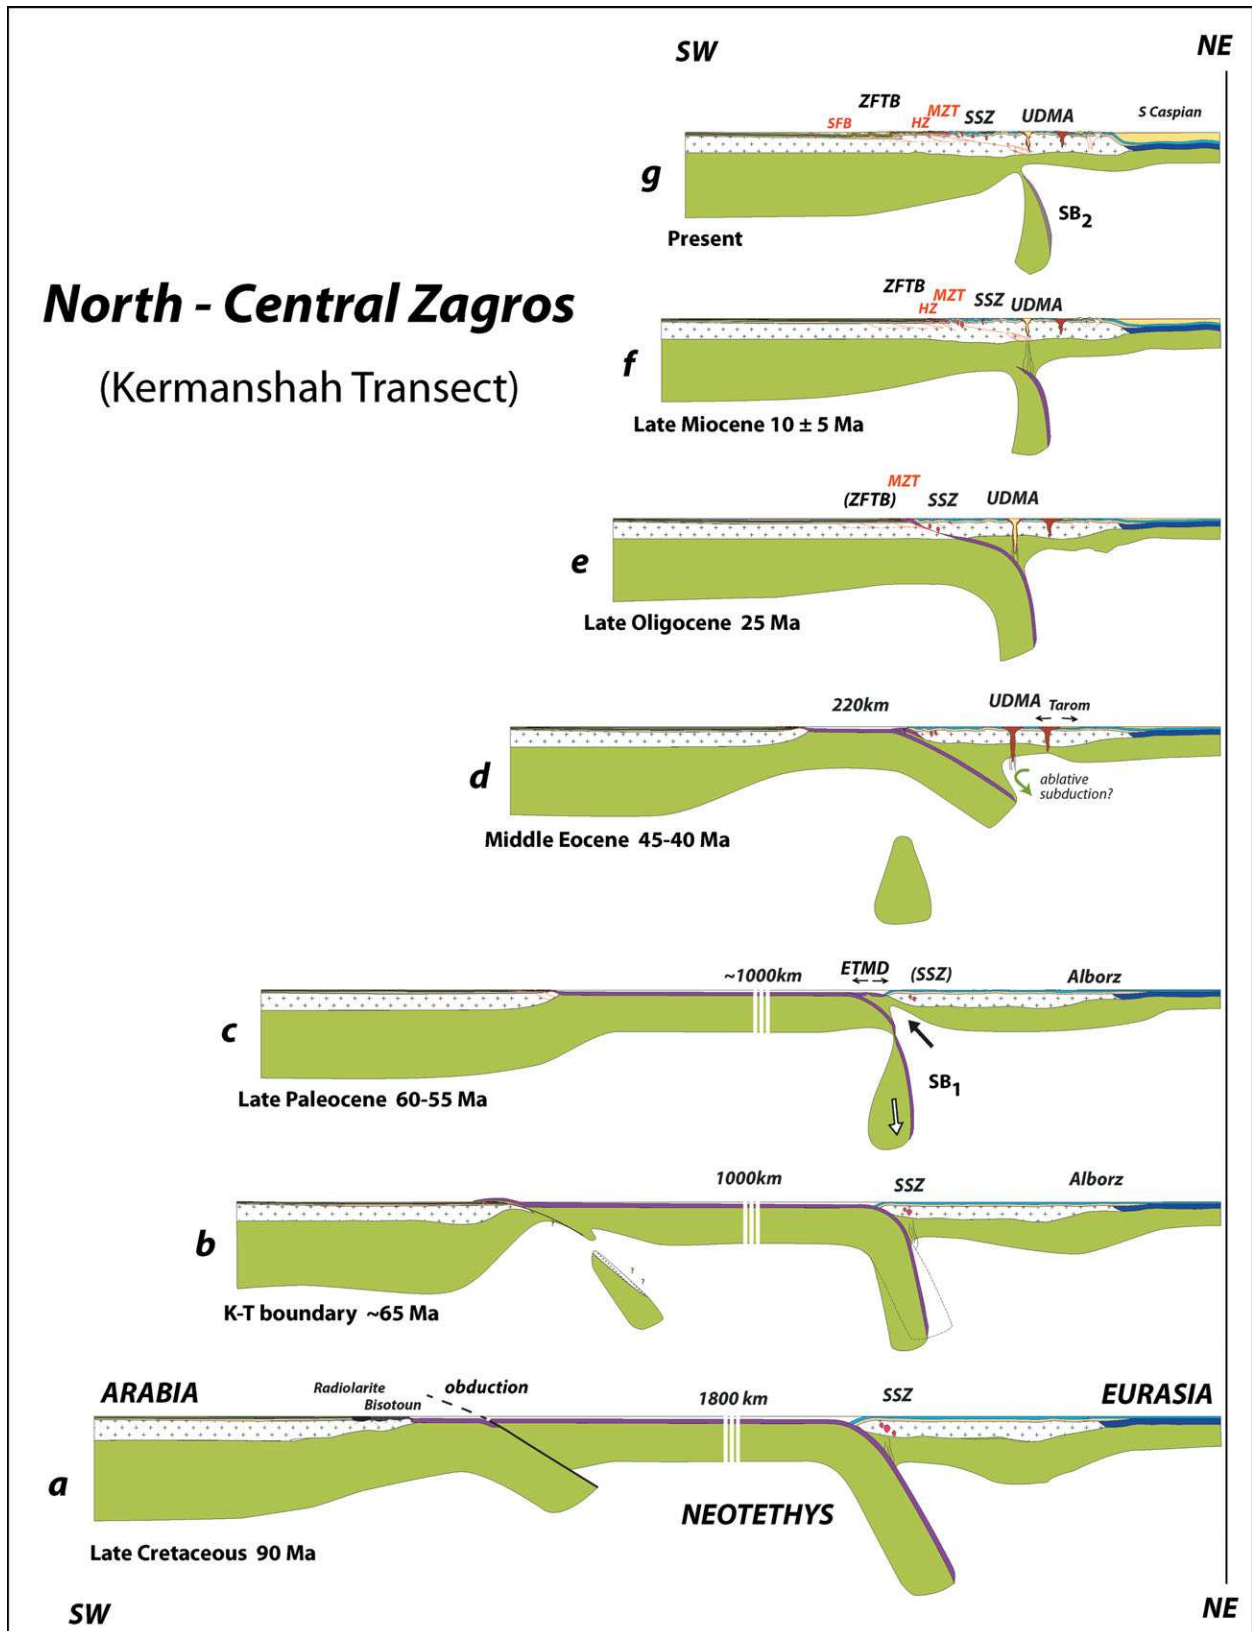 SW
NE
ZFTB
S Caspian
SFB
HZ
MZT
SSZ
UDMA
g
SB2
Present
North - Central Zagros
(Kermanshah Transect)
ZFTB
HZ
MZT
SSZ
UDMA
f
Late Miocene 10 ± 5 Ma
MZT
(ZFTB)
SSZ
UDMA
e
Late Oligocene 25 Ma
220km
UDMA
Tarom
d
ablative
subduction?
Middle Eocene 45-40 Ma
~1000km
ETMD
(SSZ)
Alborz
c
SB1
Late Paleocene 60-55 Ma
1000km
SSZ
Alborz
b
?
?
K-T boundary ~65 Ma
ARABIA
Radiolarite
Bisotoun
obduction
1800 km
SSZ
EURASIA
a
NEOTETHYS
Late Cretaceous 90 Ma
SW
NE